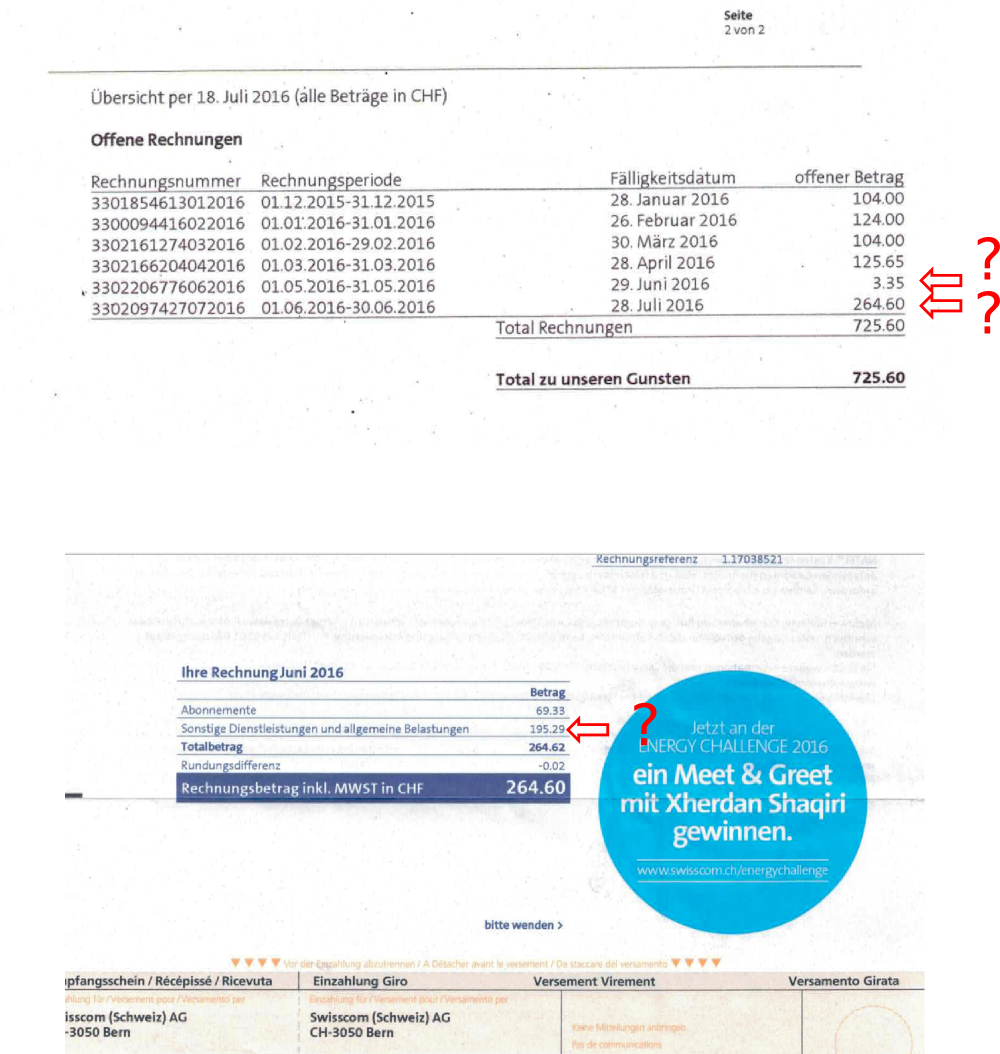 Seite
2 von 2
Übersicht per 18. Juli 2016 (alle Beträge in CHF)
Offene Rechnungen
Rechnungsnummer Rechnungsperiode Fälligkeitsdatum offener Betrag
3301854613012016 01.12.2015-31.12.2015 28. Januar 2016 104.00
3300094416022016 01.01.2016-31.01.2016 26. Februar 2016 124.00
3302161274032016 01.02.2016-29.02.2016 30. März 2016 104.00
3302166204042016 01.03.2016-31.03.2016 28. April 2016 125.65
3302206776062016 01.05.2016-31.05.2016 29. Juni 2016 3.35 ?
3302097427072016 01.06.2016-30.06.2016 28. Juli 2016 264.60 ?
Total Rechnungen 725.60
Total zu unseren Gunsten 725.60
Rechnungsreferenz 1.17038521
Ihre Rechnung Juni 2016
Betrag
Abonnemente 69.33
Sonstige Dienstleistungen und allgemeine Belastungen 195.29 ?
Totalbetrag 264.62
Rundungsdifferenz -0.02
Rechnungsbetrag inkl. MWST in CHF 264.60
Jetzt an der
ENERGY CHALLENGE 2016
ein Meet & Greet
mit Xherdan Shaqiri
gewinnen.
www.swisscom.ch/energychallenge
bitte wenden >
Vor der Einzahlung abzutrennen / A Détacher avant le versement / Da staccare del versamento
pfangsschein / Récépissé / Ricevuta Einzahlung Giro Versement Virement Versamento Girata
hlung für / Versement pour / Versamento per Einzahlung für / Versement pour / Versamento per
isscom (Schweiz) AG Swisscom (Schweiz) AG
-3050 Bern CH-3050 Bern
Keine Mitteilungen anbringen
Pas de communications